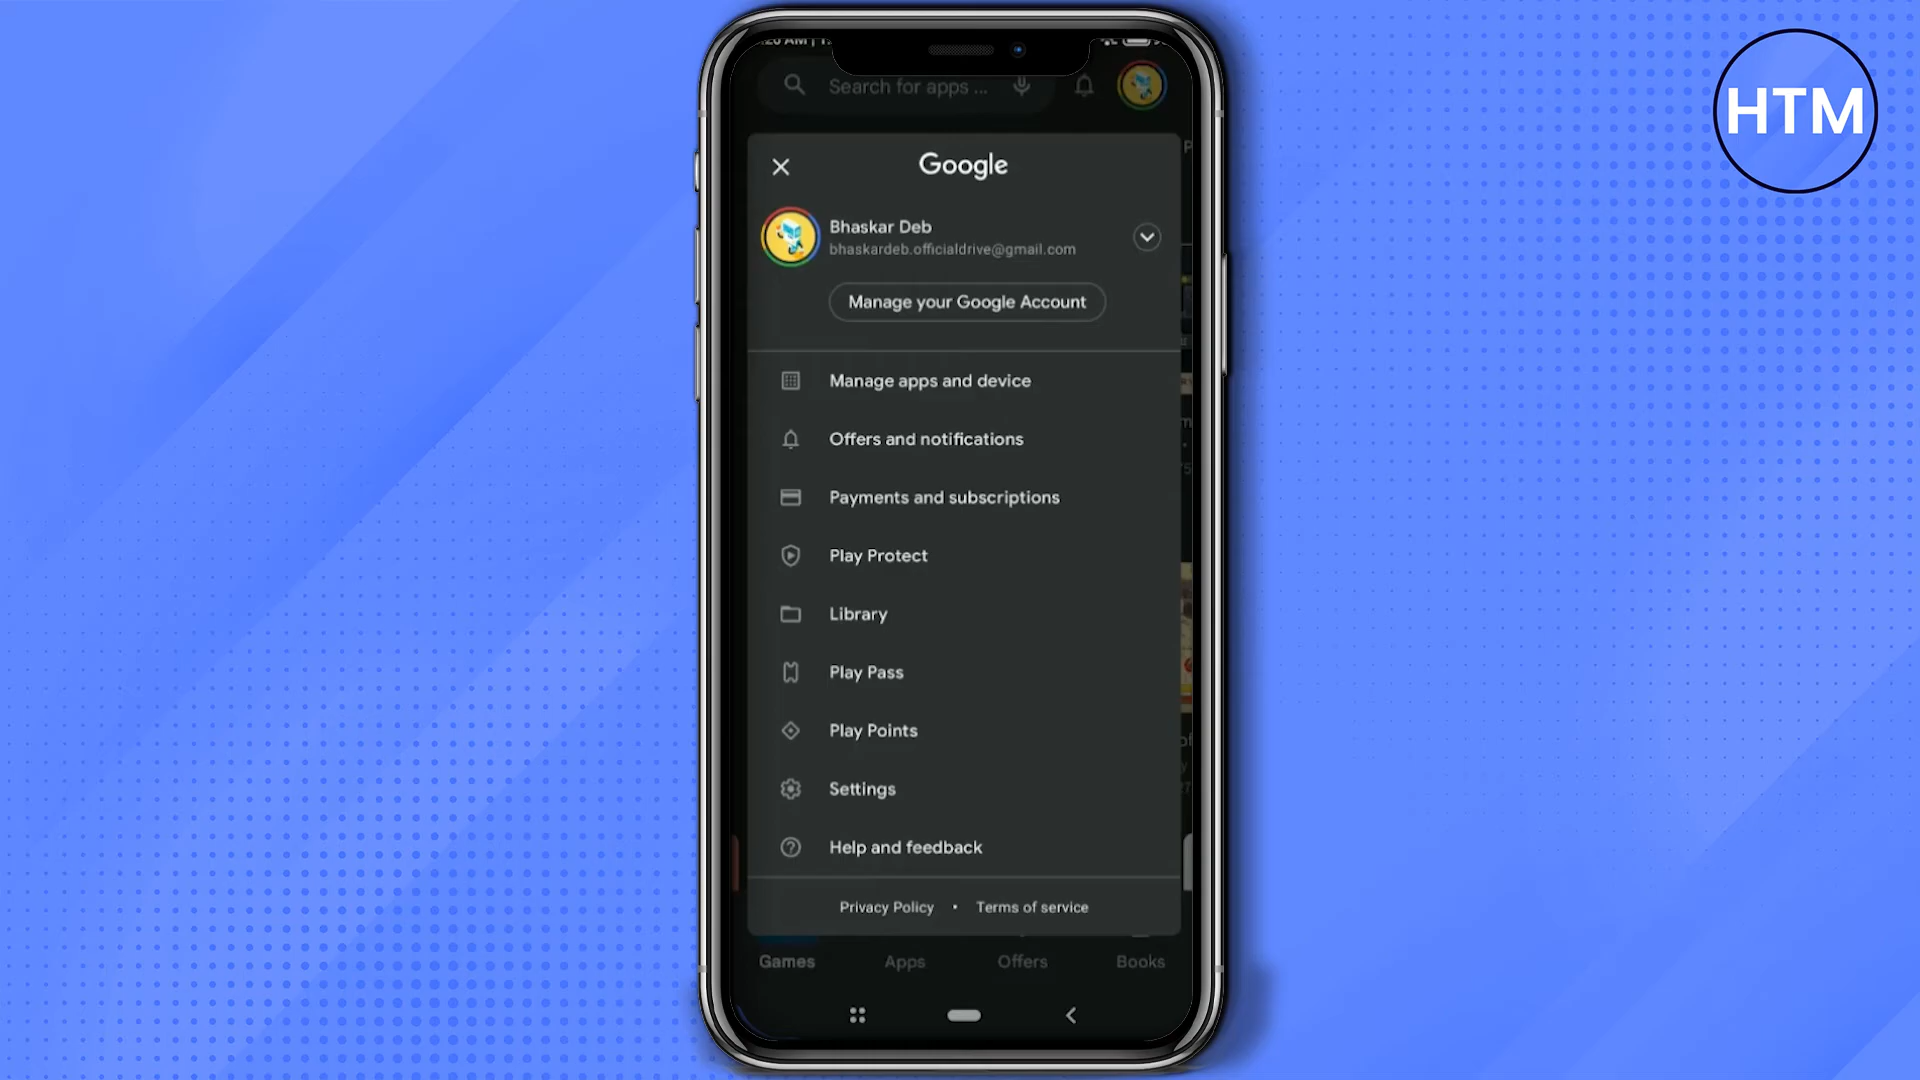 HTM
Search for apps ...
Google
Bhaskar Deb
bhaskardeb.officialdrive@gmail.com
Manage your Google Account
Manage apps and device
Offers and notifications
Payments and subscriptions
Play Protect
Library
Play Pass
Play Points
Settings
Help and feedback
Privacy Policy • Terms of service
Games Apps Offers Books